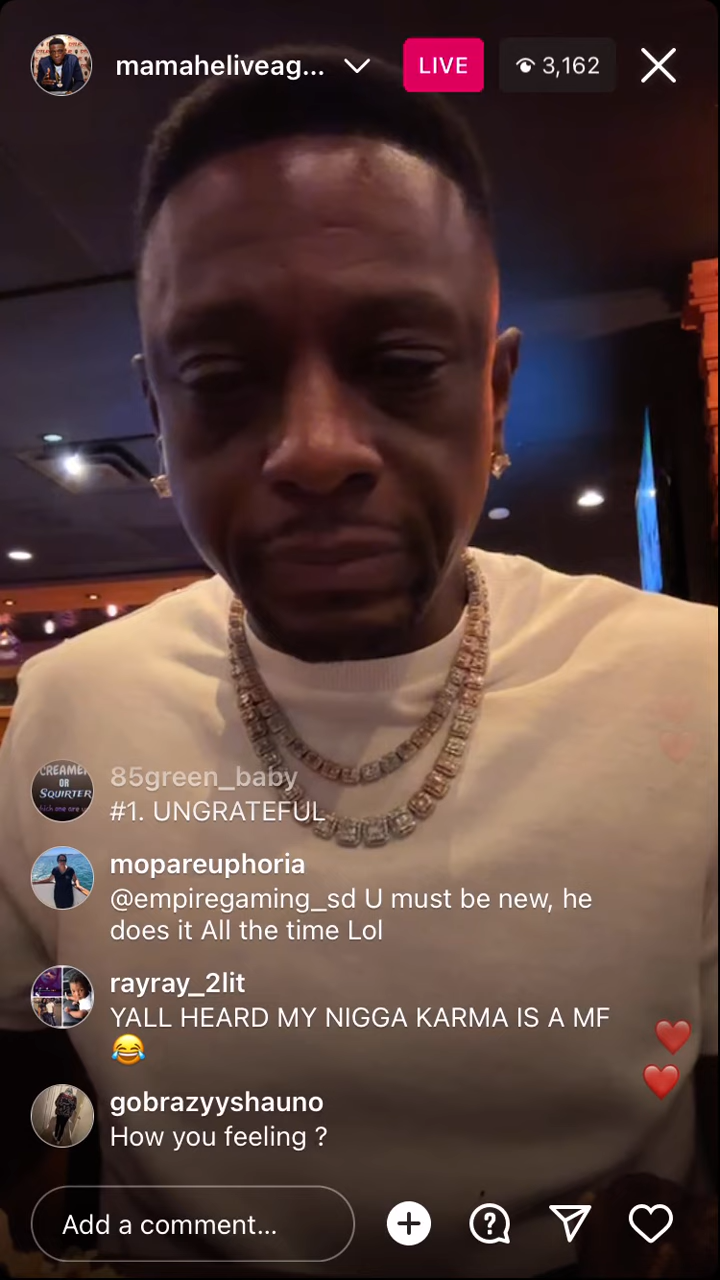 mamaheliveag...
LIVE
3,162
CREAME
OR
SQUIRTER
85green_baby
#1. UNGRATEFUL
mopareuphoria
@empiregaming_sd U must be new, he
does it All the time Lol
rayray_2lit
YALL HEARD MY NIGGA KARMA IS A MF
😂
gobrazyyshauno
How you feeling ?
Add a comment...